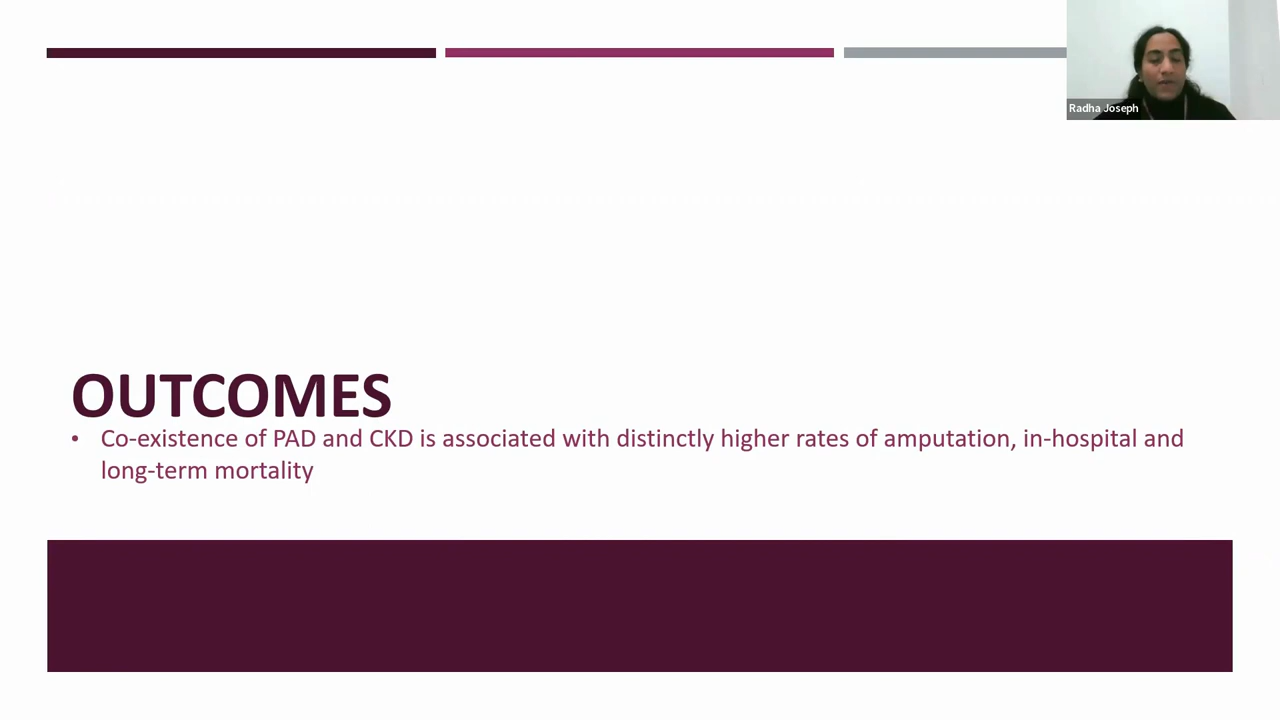 Radha Joseph
OUTCOMES
• Co-existence of PAD and CKD is associated with distinctly higher rates of amputation, in-hospital and
long-term mortality